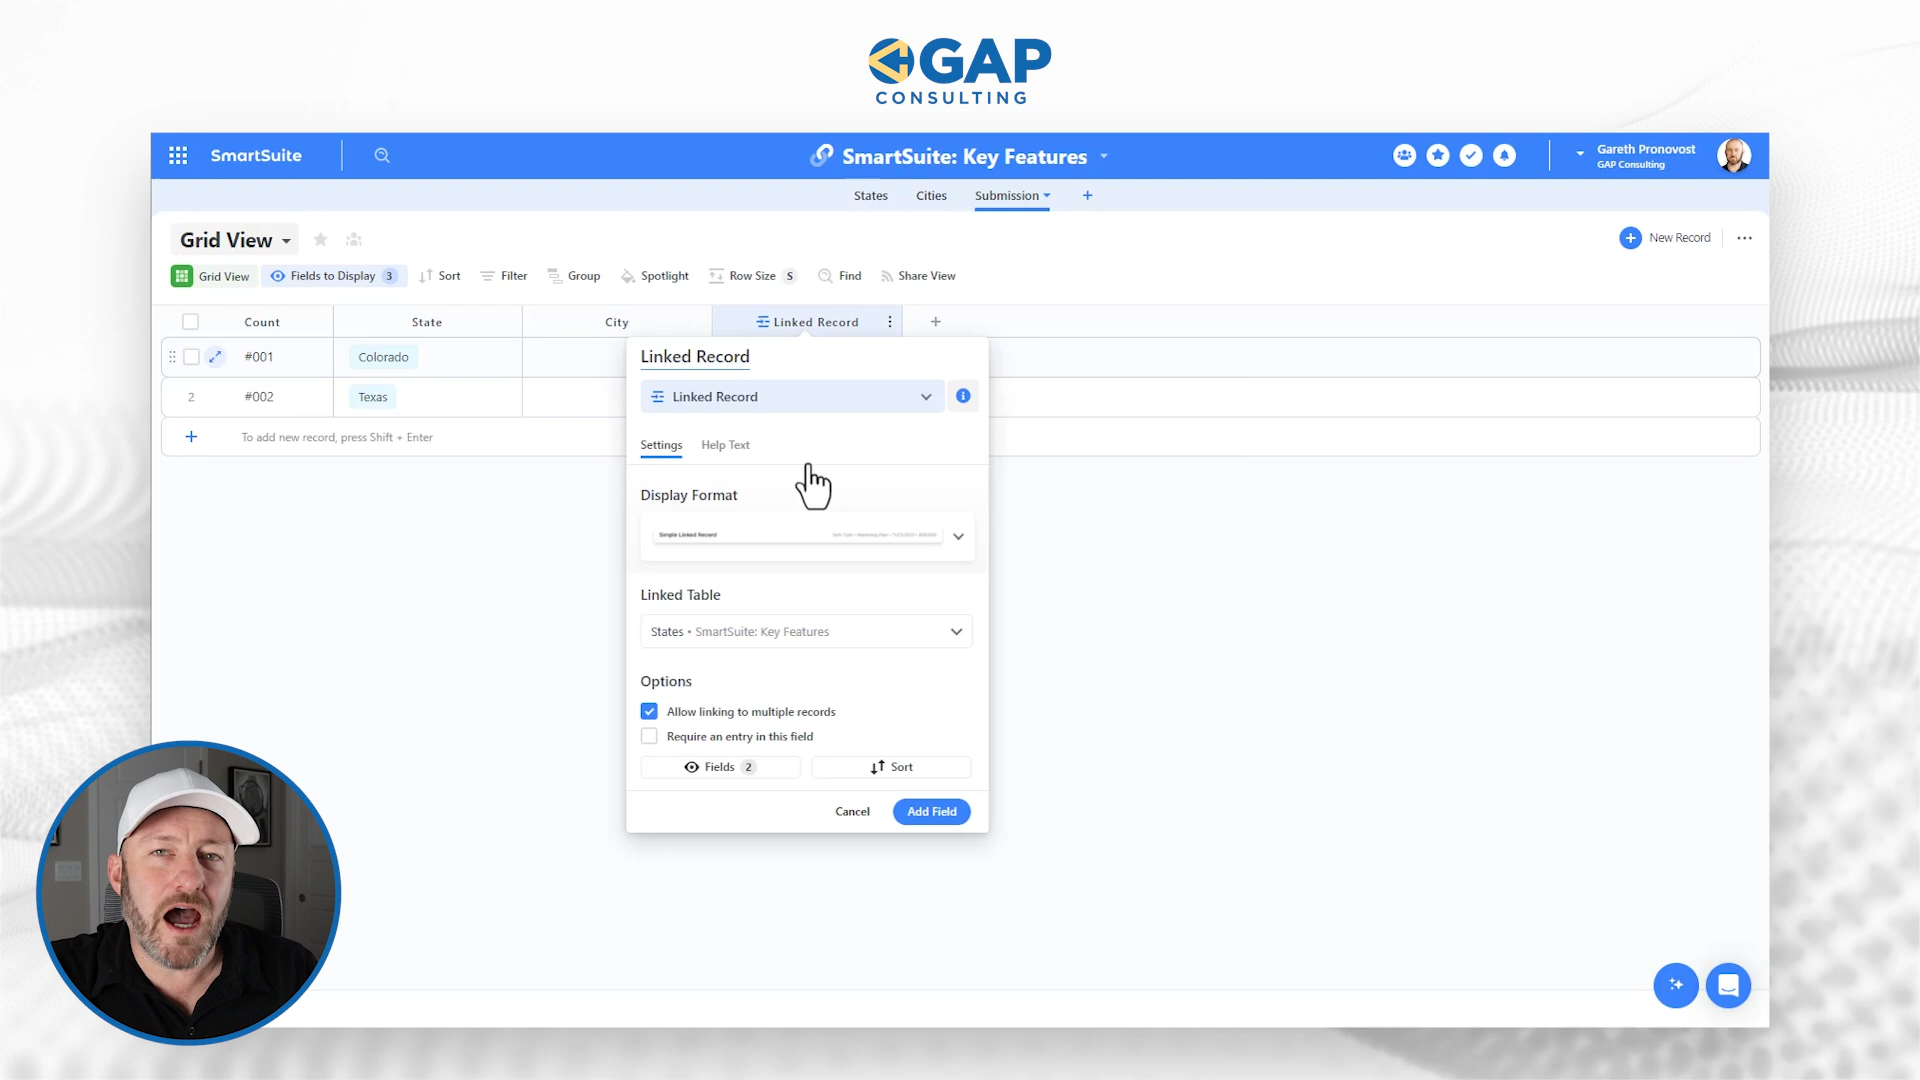 GAP
CONSULTING
SmartSuite
SmartSuite: Key Features
Gareth Pronovost
GAP Consulting
States
Cities
Submission
Grid View
New Record
Grid View
Fields to Display 3
Sort
Filter
Group
Spotlight
Row Size S
Find
Share View
Count
State
City
Linked Record
#001
Colorado
2
#002
Texas
To add new record, press Shift + Enter
Linked Record
Linked Record
Settings
Help Text
Display Format
Simple Linked Record
Linked Table
States • SmartSuite: Key Features
Options
Allow linking to multiple records
Require an entry in this field
Fields 2
Sort
Cancel
Add Field